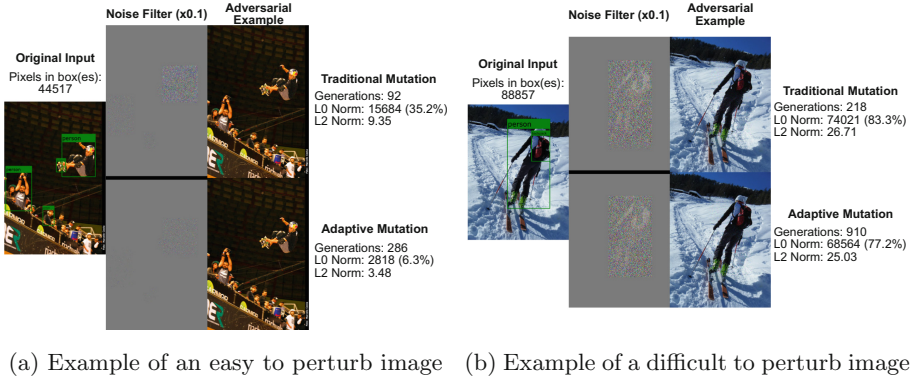 Noise Filter (x0.1)
Adversarial
Example
Original Input
Pixels in box(es):
44517
person
Traditional Mutation
Generations: 92
L0 Norm: 15684 (35.2%)
L2 Norm: 9.35
Adaptive Mutation
Generations: 286
L0 Norm: 2818 (6.3%)
L2 Norm: 3.48
(a) Example of an easy to perturb image
Noise Filter (x0.1)
Adversarial
Example
Original Input
Pixels in box(es):
88857
person
Traditional Mutation
Generations: 218
L0 Norm: 74021 (83.3%)
L2 Norm: 26.71
Adaptive Mutation
Generations: 910
L0 Norm: 68564 (77.2%)
L2 Norm: 25.03
(b) Example of a difficult to perturb image